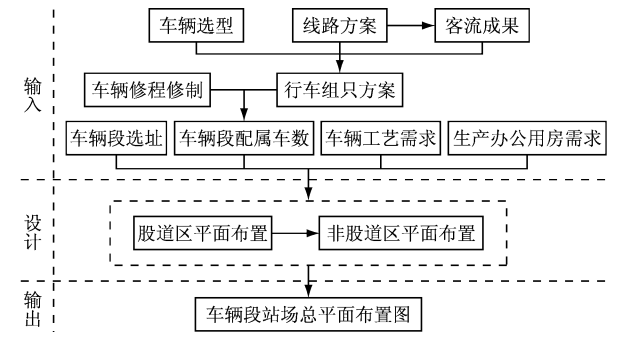 车辆选型
线路方案
客流成果
输入
车辆修程修制
行车组只方案
车辆段选址
车辆段配属车数
车辆工艺需求
生产办公用房需求
设计
股道区平面布置
非股道区平面布置
输出
车辆段站场总平面布置图